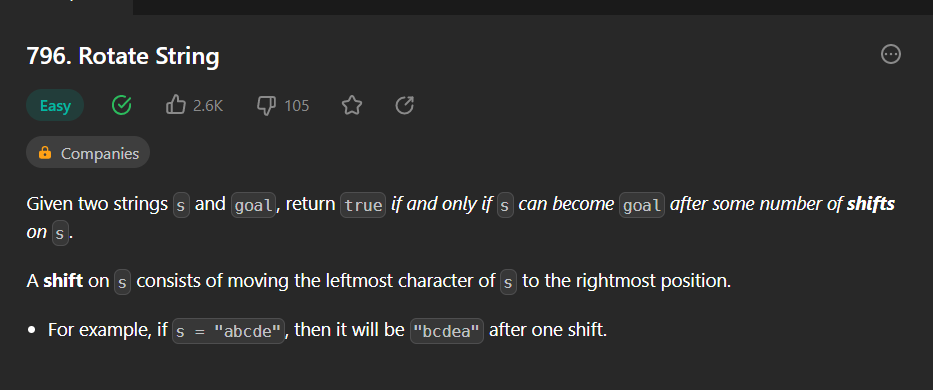 796. Rotate String
Easy
2.6K
105
Companies
Given two strings s and goal, return true if and only if s can become goal after some number of shifts
on s.
A shift on s consists of moving the leftmost character of s to the rightmost position.
• For example, if s = "abcde", then it will be "bcdea" after one shift.